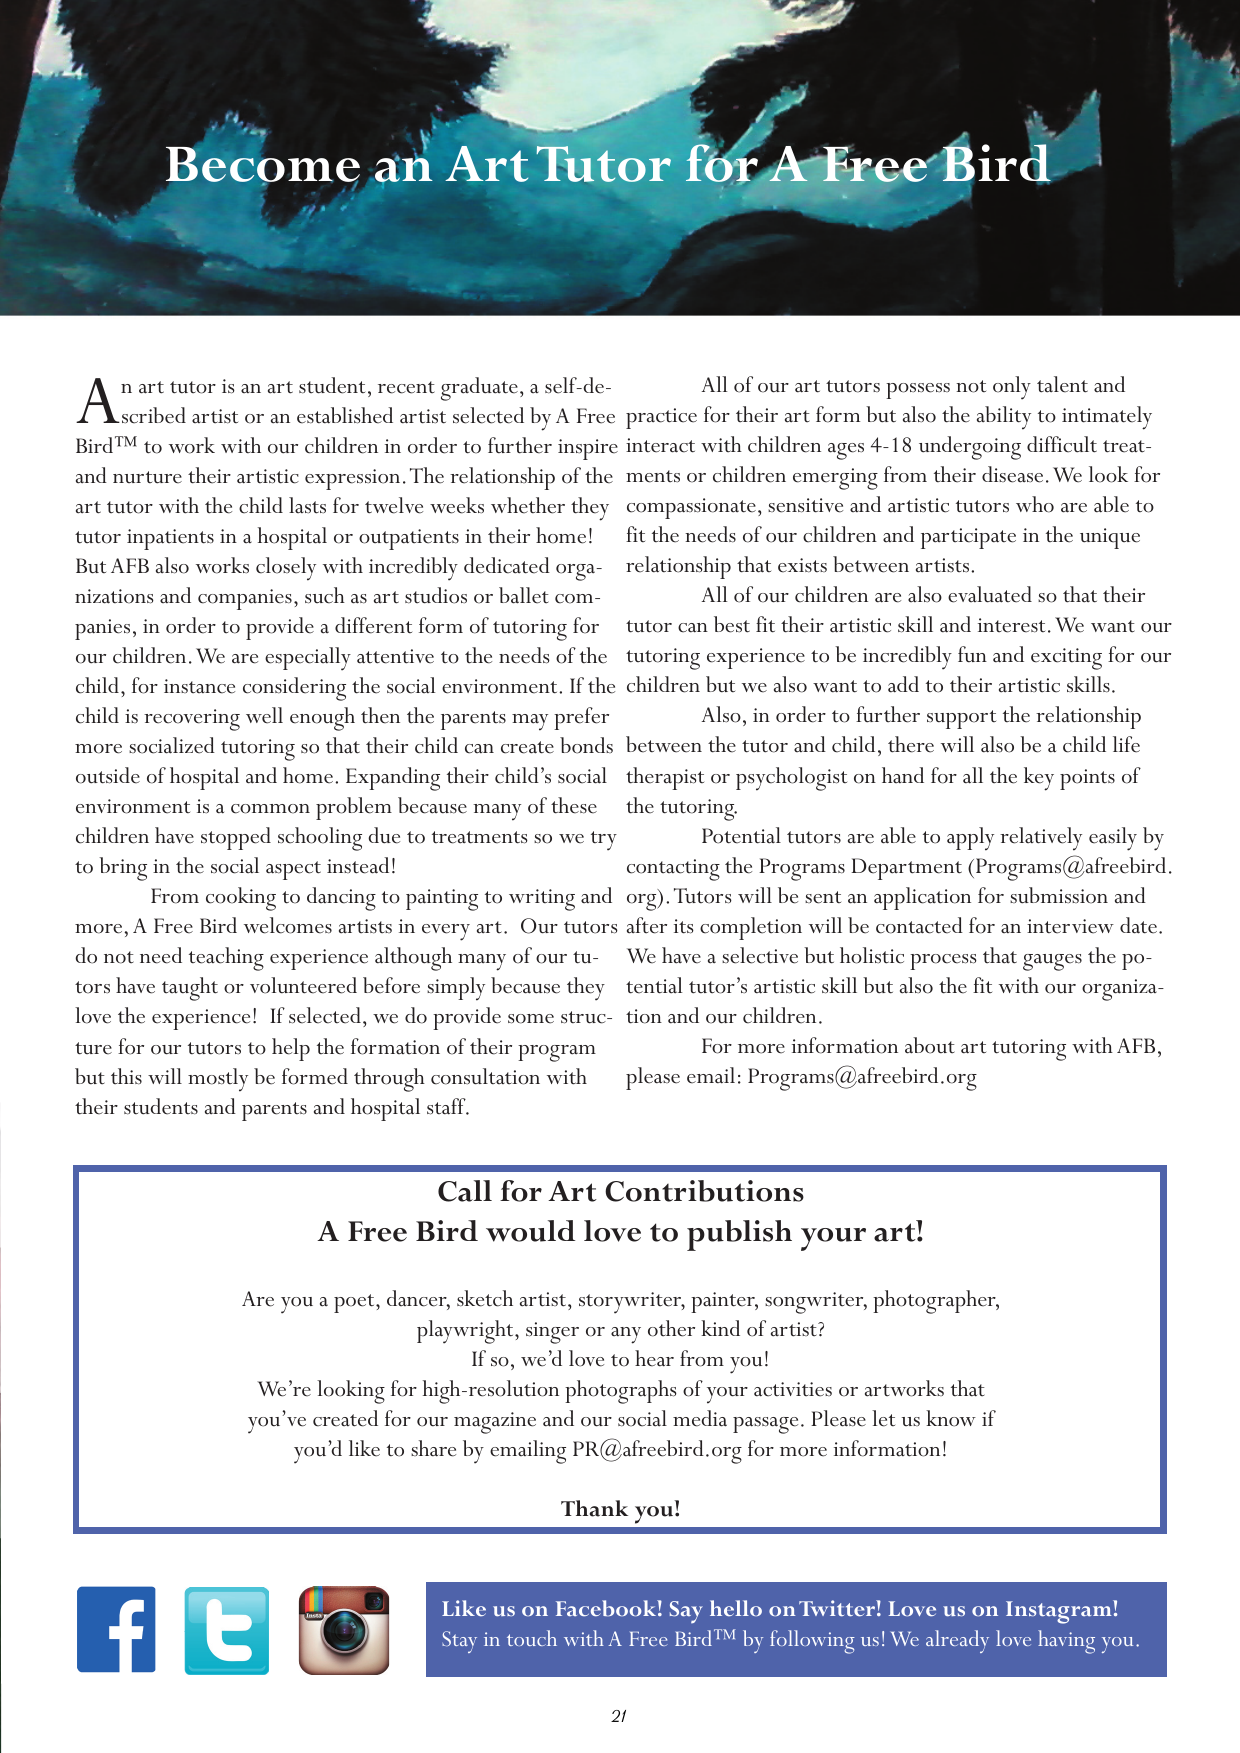 Become an Art Tutor for A Free Bird
An art tutor is an art student, recent graduate, a self-de-
scribed artist or an established artist selected by A Free
Bird™ to work with our children in order to further inspire
and nurture their artistic expression. The relationship of the
art tutor with the child lasts for twelve weeks whether they
tutor inpatients in a hospital or outpatients in their home!
But AFB also works closely with incredibly dedicated orga-
nizations and companies, such as art studios or ballet com-
panies, in order to provide a different form of tutoring for
our children. We are especially attentive to the needs of the
child, for instance considering the social environment. If the
child is recovering well enough then the parents may prefer
more socialized tutoring so that their child can create bonds
outside of hospital and home. Expanding their child's social
environment is a common problem because many of these
children have stopped schooling due to treatments so we try
to bring in the social aspect instead!
From cooking to dancing to painting to writing and
more, A Free Bird welcomes artists in every art. Our tutors
do not need teaching experience although many of our tu-
tors have taught or volunteered before simply because they
love the experience! If selected, we do provide some struc-
ture for our tutors to help the formation of their program
but this will mostly be formed through consultation with
their students and parents and hospital staff.
All of our art tutors possess not only talent and
practice for their art form but also the ability to intimately
interact with children ages 4-18 undergoing difficult treat-
ments or children emerging from their disease. We look for
compassionate, sensitive and artistic tutors who are able to
fit the needs of our children and participate in the unique
relationship that exists between artists.
All of our children are also evaluated so that their
tutor can best fit their artistic skill and interest. We want our
tutoring experience to be incredibly fun and exciting for our
children but we also want to add to their artistic skills.
Also, in order to further support the relationship
between the tutor and child, there will also be a child life
therapist or psychologist on hand for all the key points of
the tutoring.
Potential tutors are able to apply relatively easily by
contacting the Programs Department (Programs@afreebird.
org). Tutors will be sent an application for submission and
after its completion will be contacted for an interview date.
We have a selective but holistic process that gauges the po-
tential tutor's artistic skill but also the fit with our organiza-
tion and our children.
For more information about art tutoring with AFB,
please email: Programs@afreebird.org
Call for Art Contributions
A Free Bird would love to publish your art!
Are you a poet, dancer, sketch artist, storywriter, painter, songwriter, photographer,
playwright, singer or any other kind of artist?
If so, we'd love to hear from you!
We're looking for high-resolution photographs of your activities or artworks that
you've created for our magazine and our social media passage. Please let us know if
you'd like to share by emailing PR@afreebird.org for more information!
Thank you!
Insta
Like us on Facebook! Say hello on Twitter! Love us on Instagram!
Stay in touch with A Free Bird™ by following us! We already love having you.
21